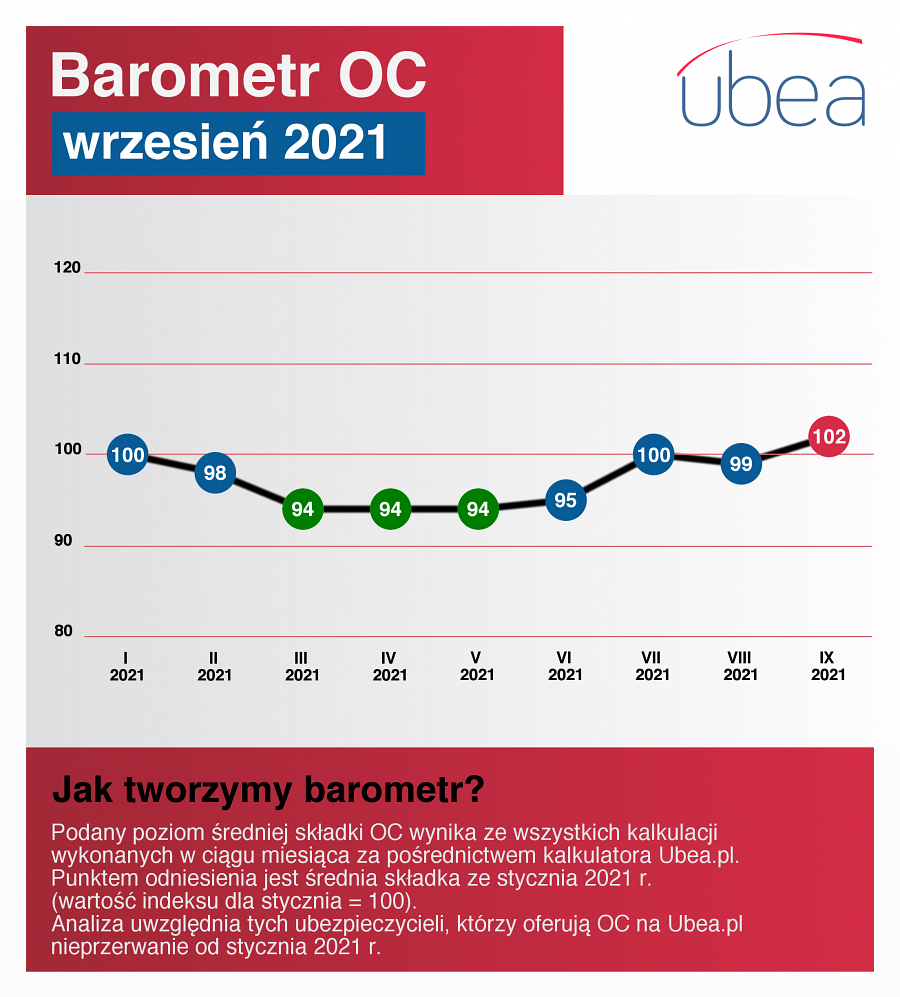 Barometr OC
wrzesień 2021
ubea
120
110
100
90
80
100
98
94
94
94
95
100
99
102
I
2021
II
2021
III
2021
IV
2021
V
2021
VI
2021
VII
2021
VIII
2021
IX
2021
Jak tworzymy barometr?
Podany poziom średniej składki OC wynika ze wszystkich kalkulacji
wykonanych w ciągu miesiąca za pośrednictwem kalkulatora Ubea.pl.
Punktem odniesienia jest średnia składka ze stycznia 2021 r.
(wartość indeksu dla stycznia = 100).
Analiza uwzględnia tych ubezpieczycieli, którzy oferują OC na Ubea.pl
nieprzerwanie od stycznia 2021 r.